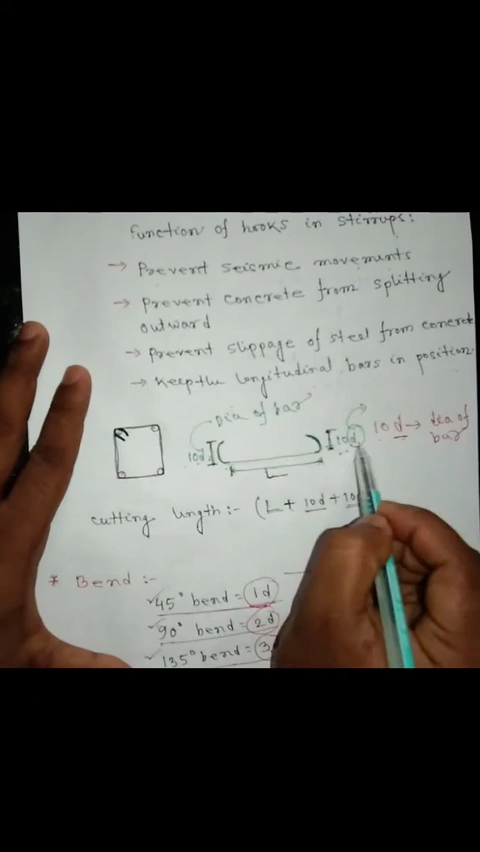 Function of hooks in stirrups:
→ Prevent seismic movements
→ Prevent concrete from splitting
outward
→ Prevent slippage of steel from concrete
→ Keep the longitudinal bars in position
Dia of bar
10d
10d
10d → dia of
bar
L
cutting length:- (L + 10d + 10
* Bend:-
✓45° bend = 1d
✓90° bend = 2d
✓135° bend = 3